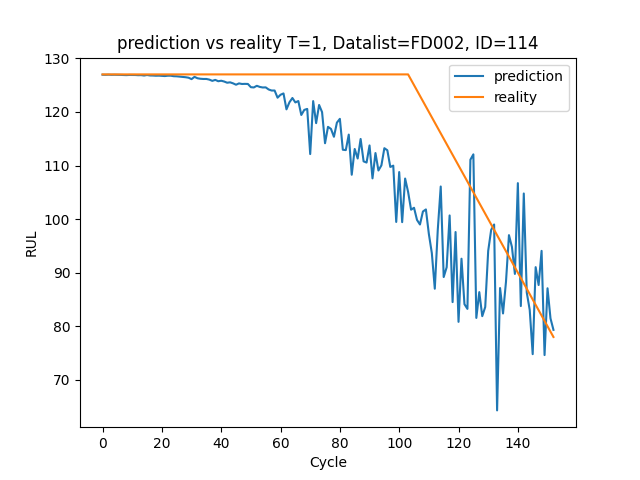 prediction vs reality T=1, Datalist=FD002, ID=114
130
120
110
100
90
80
70
RUL
prediction
reality
0 20 40 60 80 100 120 140
Cycle